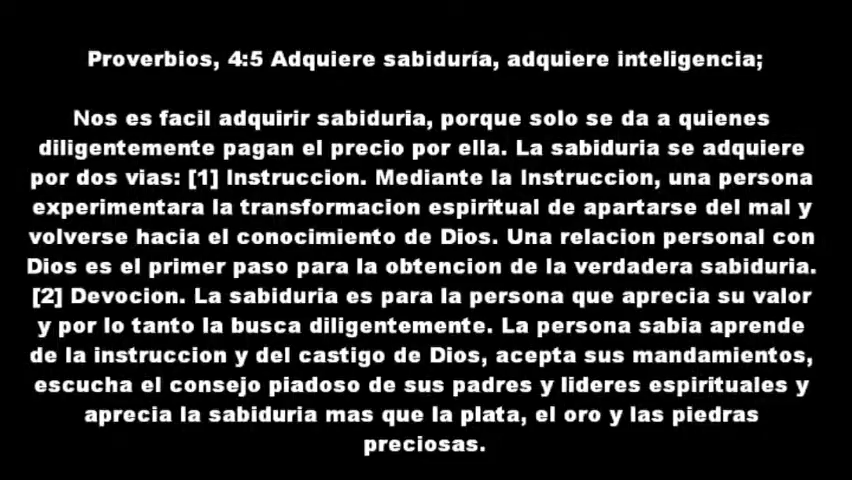 Proverbios, 4:5 Adquiere sabiduría, adquiere inteligencia;
Nos es facil adquirir sabiduria, porque solo se da a quienes
diligentemente pagan el precio por ella. La sabiduria se adquiere
por dos vias: [1] Instruccion. Mediante la Instruccion, una persona
experimentara la transformacion espiritual de apartarse del mal y
volverse hacia el conocimiento de Dios. Una relacion personal con
Dios es el primer paso para la obtencion de la verdadera sabiduria.
[2] Devocion. La sabiduria es para la persona que aprecia su valor
y por lo tanto la busca diligentemente. La persona sabia aprende
de la instruccion y del castigo de Dios, acepta sus mandamientos,
escucha el consejo piadoso de sus padres y lideres espirituales y
aprecia la sabiduria mas que la plata, el oro y las piedras
preciosas.